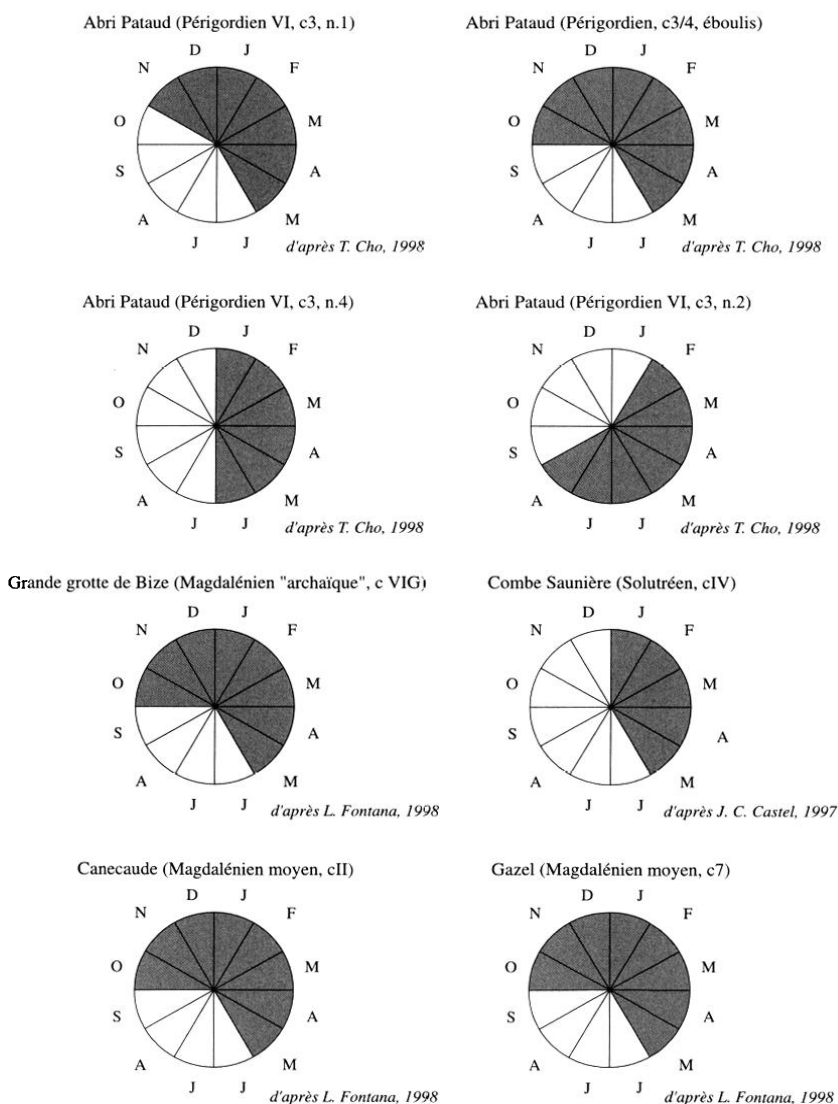 Abri Pataud (Périgordien VI, c3, n.1)
D J
N F
O M
S A
A M
J J
d'après T. Cho, 1998
Abri Pataud (Périgordien, c3/4, éboulis)
D J
N F
O M
S A
A M
J J
d'après T. Cho, 1998
Abri Pataud (Périgordien VI, c3, n.4)
D J
N F
O M
S A
A M
J J
d'après T. Cho, 1998
Abri Pataud (Périgordien VI, c3, n.2)
D J
N F
O M
S A
A M
J J
d'après T. Cho, 1998
Grande grotte de Bize (Magdalénien "archaïque", c VIG)
D J
N F
O M
S A
A M
J J
d'après L. Fontana, 1998
Combe Saunière (Solutréen, cIV)
D J
N F
O M
S A
A M
J J
d'après J. C. Castel, 1997
Canecaude (Magdalénien moyen, cII)
D J
N F
O M
S A
A M
J J
d'après L. Fontana, 1998
Gazel (Magdalénien moyen, c7)
D J
N F
O M
S A
A M
J J
d'après L. Fontana, 1998